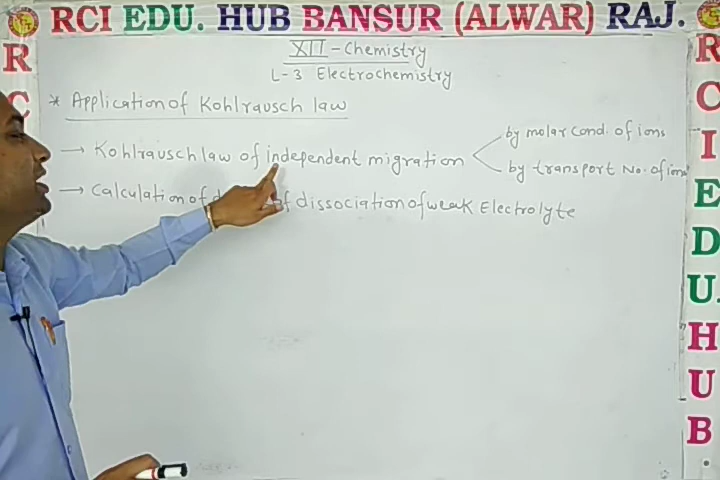 RCI EDU. HUB BANSUR (ALWAR) RAJ.
XII - Chemistry
L-3 Electrochemistry
* Application of Kohlrausch law
→ Kohlrausch law of independent migration
by molar cond. of ions
by transport No. of ions
→ Calculation of of dissociation of weak Electrolyte
R
C
R
C
I
E
D
U.
H
U
B
.